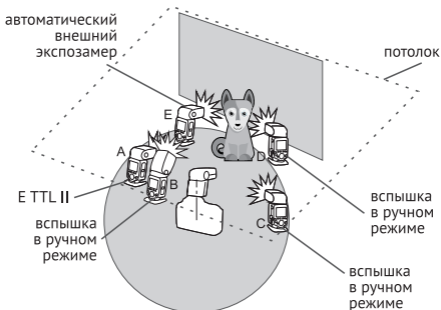 автоматический
внешний
экспозамер
потолок
E
A
D
B
C
E TTL II
вспышка
в ручном
режиме
вспышка
в ручном
режиме
вспышка
в ручном
режиме